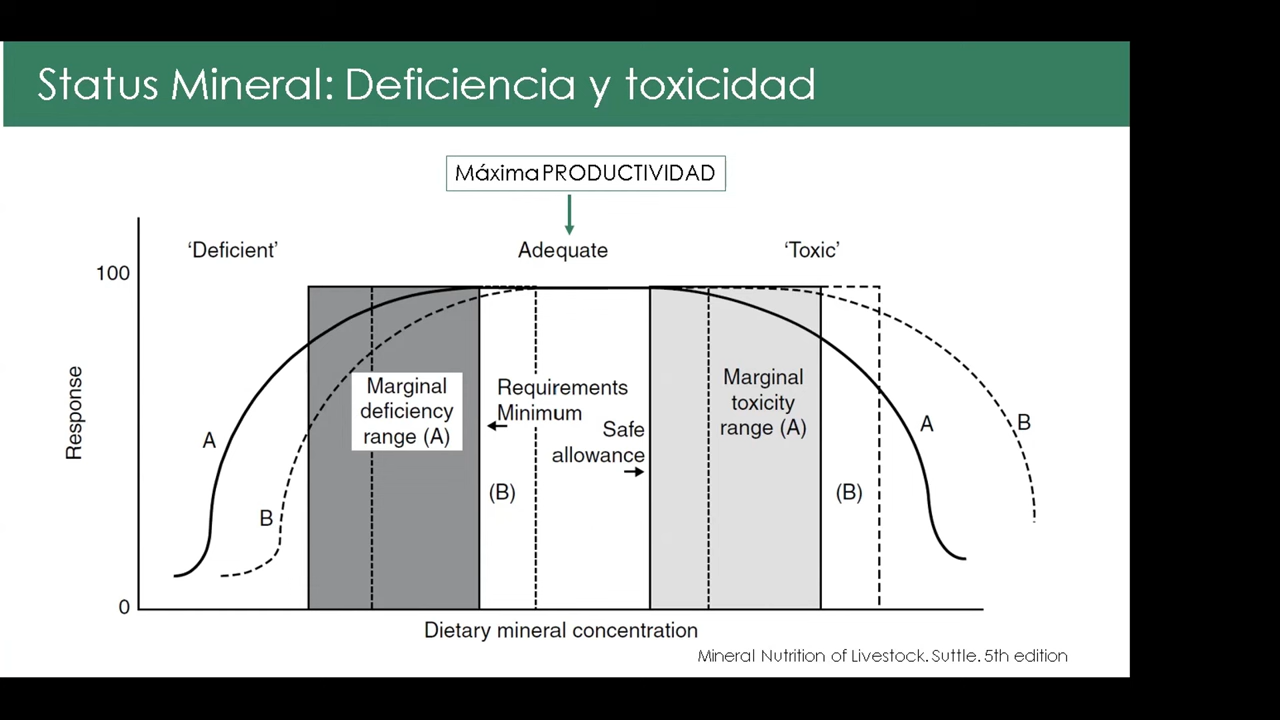 Status Mineral: Deficiencia y toxicidad
Máxima PRODUCTIVIDAD
‘Deficient’
Adequate
‘Toxic’
100
Response
0
A
B
Marginal
deficiency
range (A)
Requirements
Minimum
Safe
allowance
(B)
Marginal
toxicity
range (A)
(B)
A
B
Dietary mineral concentration
Mineral Nutrition of Livestock. Suttle. 5th edition